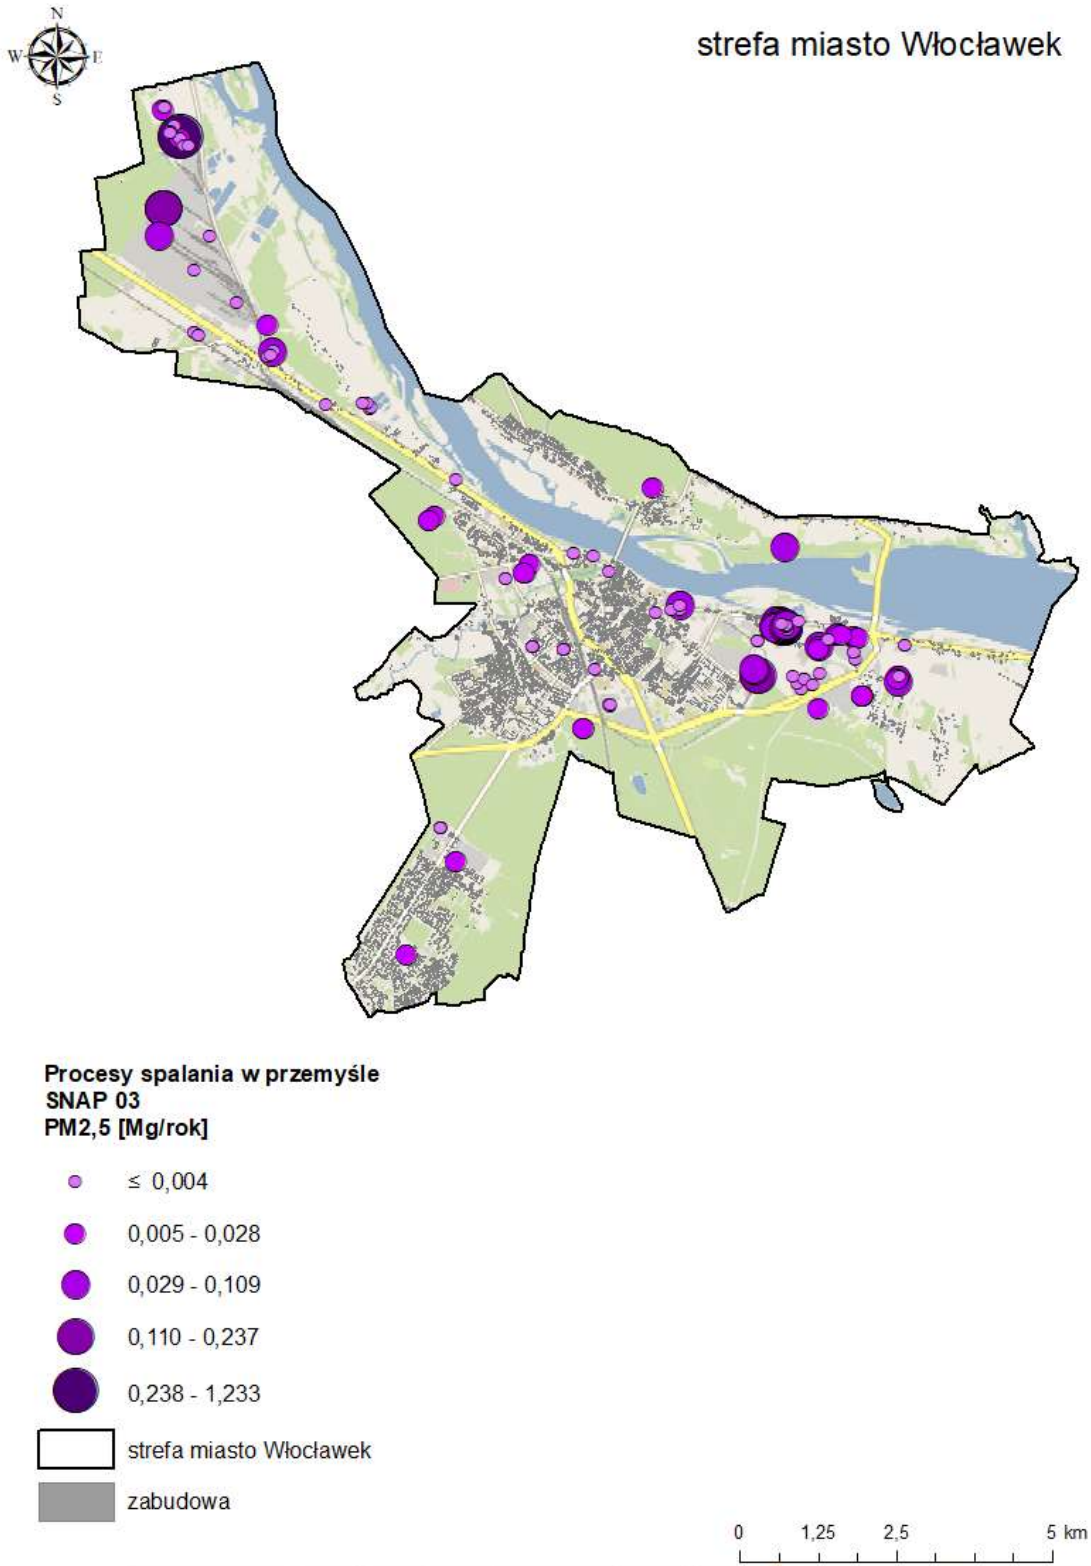 N
W E
S
strefa miasto Włocławek
Procesy spalania w przemyśle
SNAP 03
PM2,5 [Mg/rok]
≤ 0,004
0,005 - 0,028
0,029 - 0,109
0,110 - 0,237
0,238 - 1,233
strefa miasto Włocławek
zabudowa
0 1,25 2,5 5 km